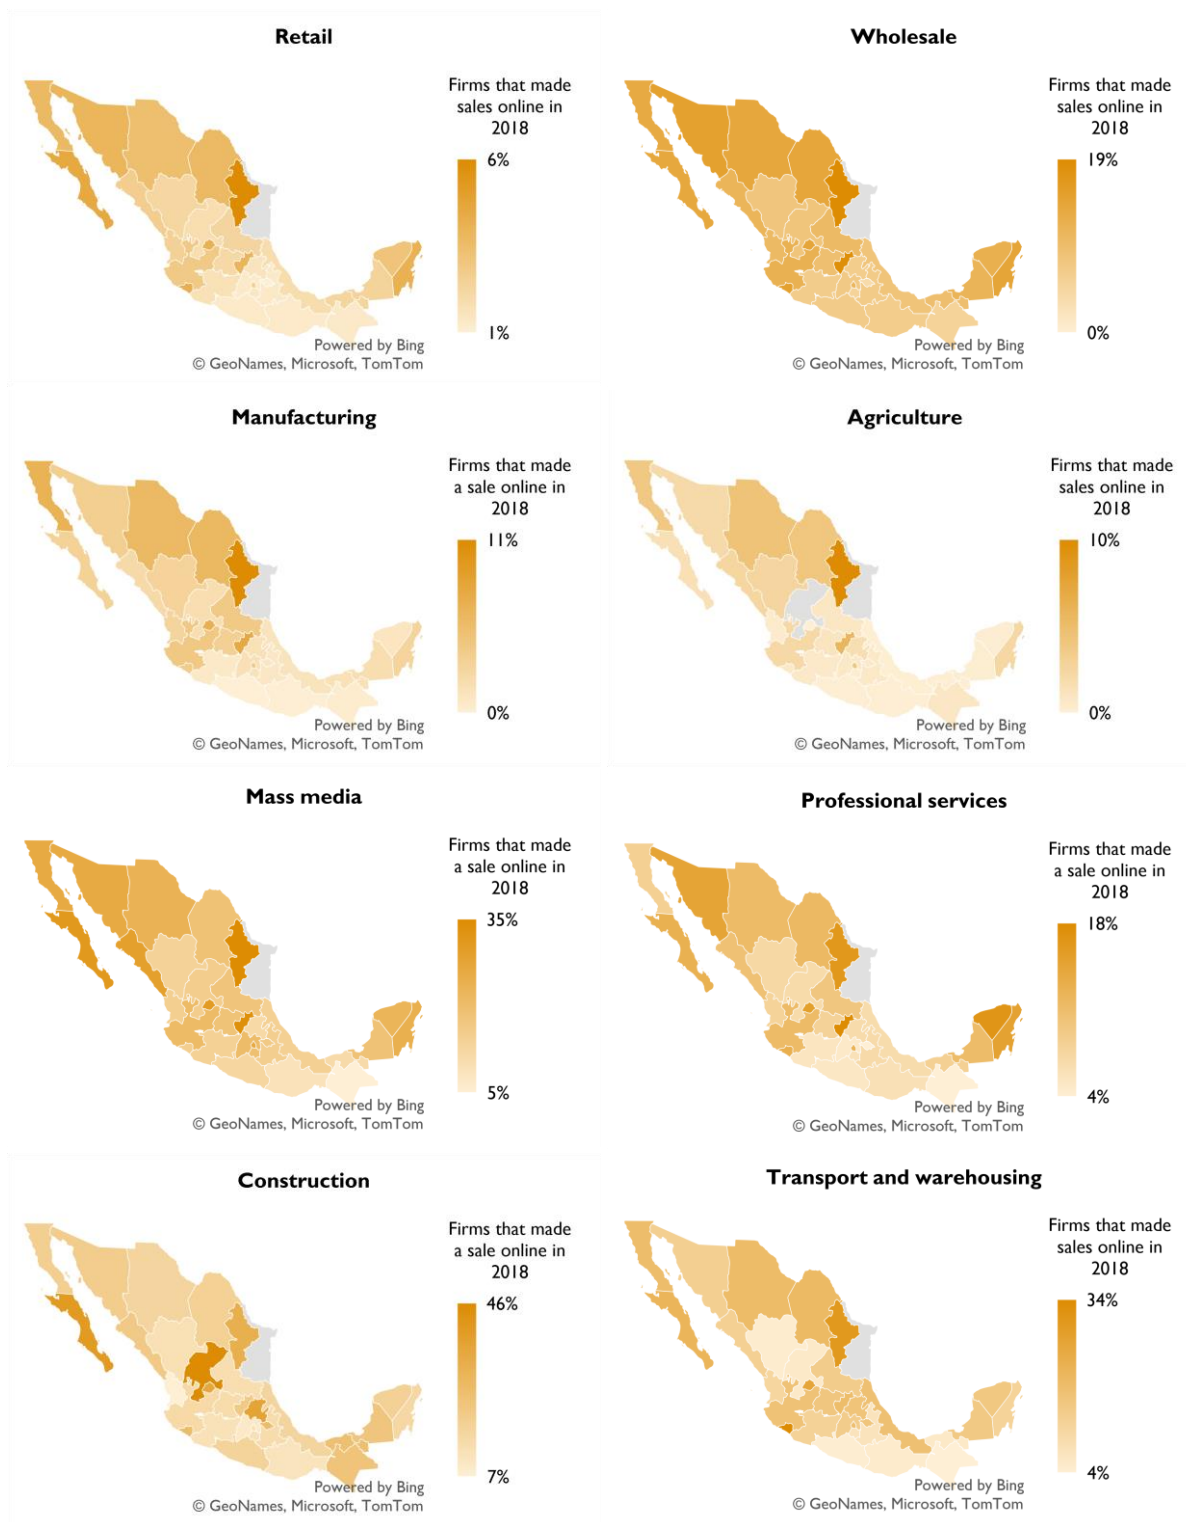 Retail
Firms that made
sales online in
2018
6%
1%
Powered by Bing
© GeoNames, Microsoft, TomTom
Wholesale
Firms that made
sales online in
2018
19%
0%
Powered by Bing
© GeoNames, Microsoft, TomTom
Manufacturing
Firms that made
a sale online in
2018
11%
0%
Powered by Bing
© GeoNames, Microsoft, TomTom
Agriculture
Firms that made
sales online in
2018
10%
0%
Powered by Bing
© GeoNames, Microsoft, TomTom
Mass media
Firms that made
a sale online in
2018
35%
5%
Powered by Bing
© GeoNames, Microsoft, TomTom
Professional services
Firms that made
a sale online in
2018
18%
4%
Powered by Bing
© GeoNames, Microsoft, TomTom
Construction
Firms that made
a sale online in
2018
46%
7%
Powered by Bing
© GeoNames, Microsoft, TomTom
Transport and warehousing
Firms that made
sales online in
2018
34%
4%
Powered by Bing
© GeoNames, Microsoft, TomTom